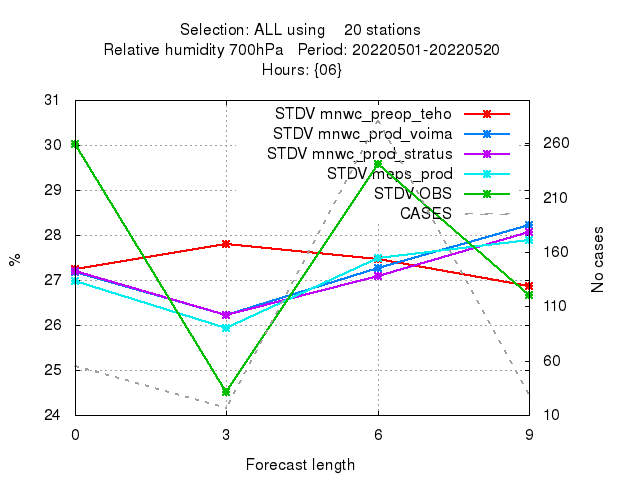 Selection: ALL using    20 stations
Relative humidity 700hPa   Period: 20220501-20220520
Hours: {06}
STDV mnwc_preop_teho
STDV mnwc_prod_voima
STDV mnwc_prod_stratus
STDV meps_prod
STDV OBS
CASES
31
30
29
28
27
26
25
24
%
260
210
160
110
60
10
No cases
0 3 6 9
Forecast length